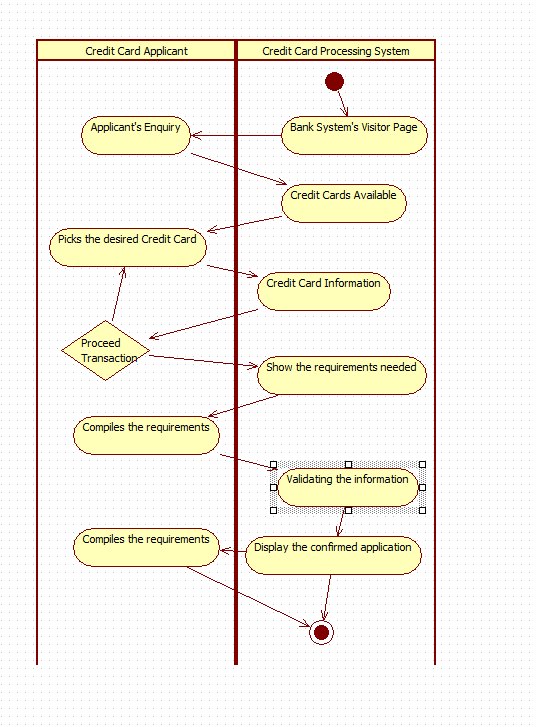 Credit Card Applicant
Credit Card Processing System
Bank System's Visitor Page
Applicant's Enquiry
Credit Cards Available
Picks the desired Credit Card
Credit Card Information
Proceed
Transaction
Show the requirements needed
Compiles the requirements
Validating the information
Compiles the requirements
Display the confirmed application